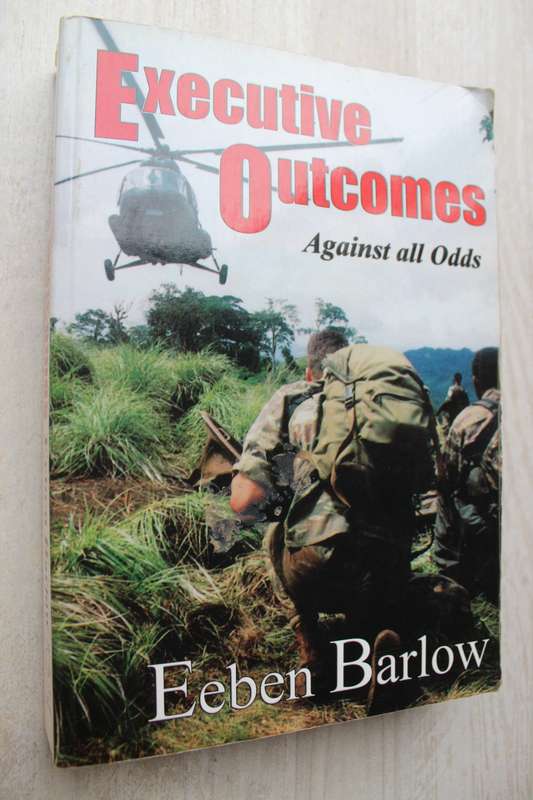 Executive
Outcomes
Against all Odds
Eeben Barlow